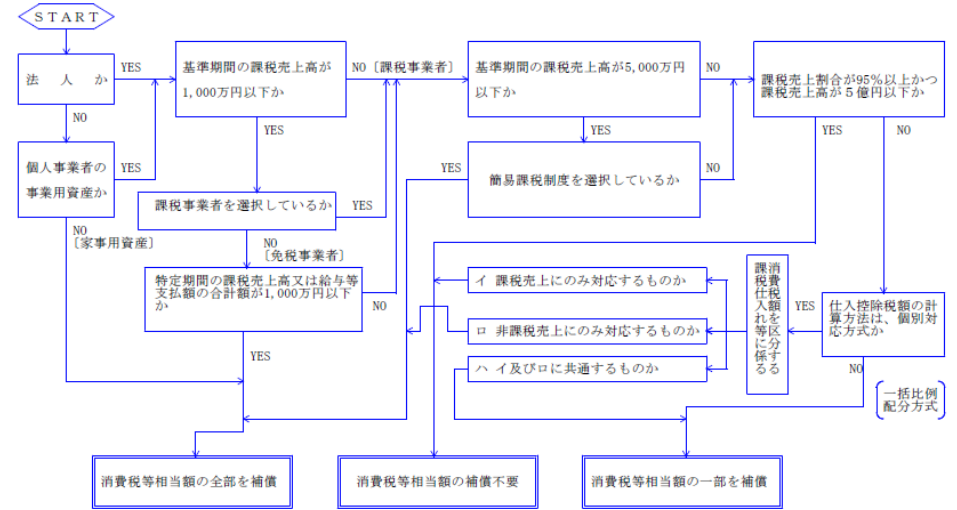 START
法人か
YES
NO
個人事業者の
事業用資産か
YES
NO
〔家事用資産〕
基準期間の課税売上高が
1,000万円以下か
NO〔課税事業者〕
YES
課税事業者を選択しているか
YES
NO
〔免税事業者〕
特定期間の課税売上高又は給与等
支払額の合計額が1,000万円以下
か
NO
YES
基準期間の課税売上高が5,000万円
以下か
NO
YES
簡易課税制度を選択しているか
YES
NO
課税売上割合が95%以上かつ
課税売上高が５億円以下か
YES
NO
仕入控除税額の計
算方法は、個別対
応方式か
YES
NO
〔一括比例
配分方式〕
消費税額等区分する
課税仕入れに係る
イ 課税売上にのみ対応するものか
ロ 非課税売上にのみ対応するものか
ハ イ及びロに共通するものか
消費税等相当額の全部を補償
消費税等相当額の補償不要
消費税等相当額の一部を補償